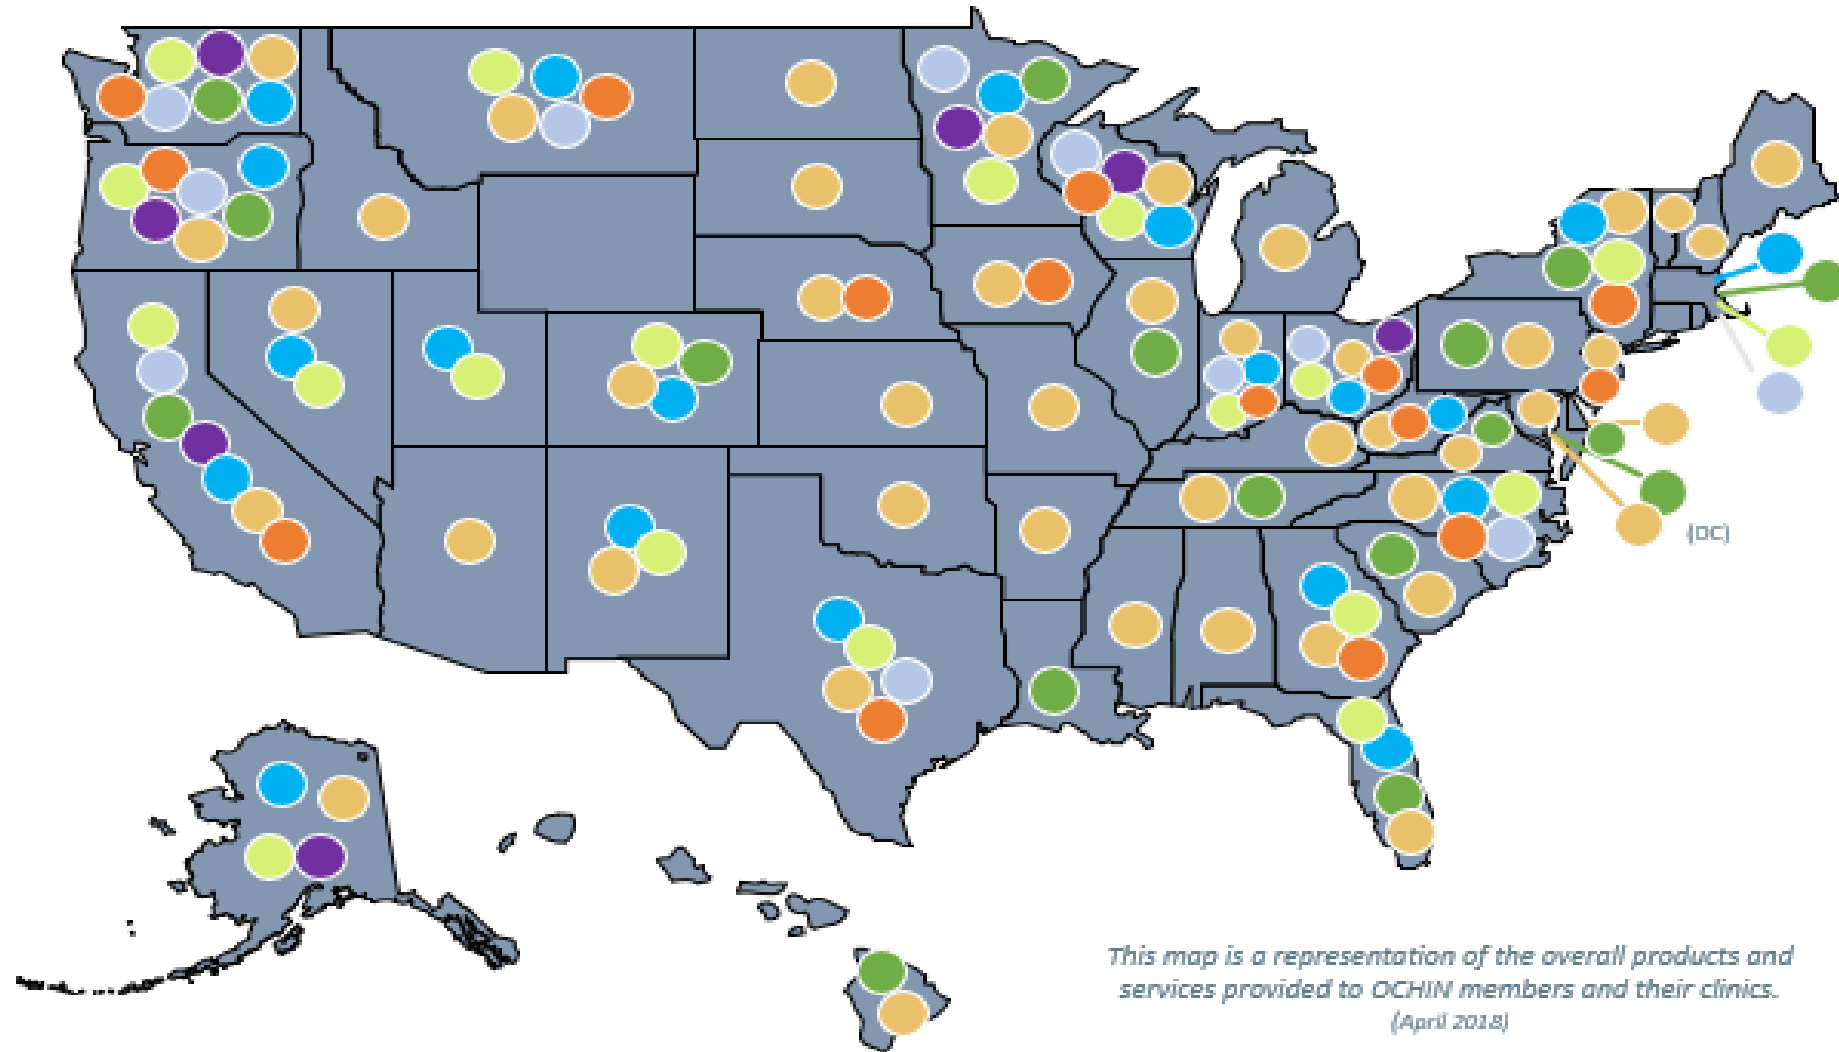 (DC)
This map is a representation of the overall products and
services provided to OCHIN members and their clinics.
(April 2018)